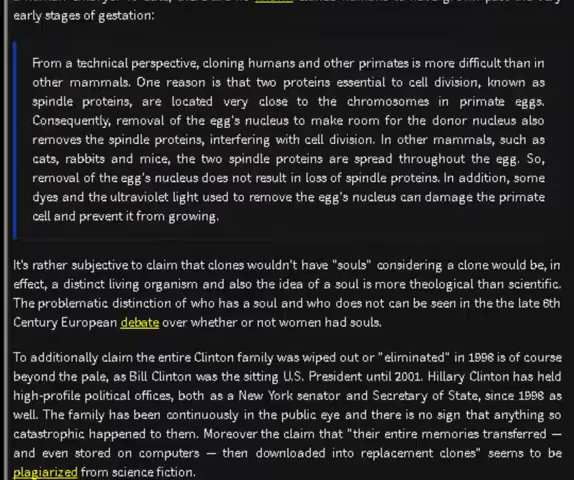 humans to have grown past the very
early stages of gestation:
From a technical perspective, cloning humans and other primates is more difficult than in
other mammals. One reason is that two proteins essential to cell division, known as
spindle proteins, are located very close to the chromosomes in primate eggs.
Consequently, removal of the egg's nucleus to make room for the donor nucleus also
removes the spindle proteins, interfering with cell division. In other mammals, such as
cats, rabbits and mice, the two spindle proteins are spread throughout the egg. So,
removal of the egg's nucleus does not result in loss of spindle proteins. In addition, some
dyes and the ultraviolet light used to remove the egg's nucleus can damage the primate
cell and prevent it from growing.
It's rather subjective to claim that clones wouldn't have "souls" considering a clone would be, in
effect, a distinct living organism and also the idea of a soul is more theological than scientific.
The problematic distinction of who has a soul and who does not can be seen in the the late 6th
Century European debate over whether or not women had souls.
To additionally claim the entire Clinton family was wiped out or "eliminated" in 1998 is of course
beyond the pale, as Bill Clinton was the sitting U.S. President until 2001. Hillary Clinton has held
high-profile political offices, both as a New York senator and Secretary of State, since 1998 as
well. The family has been continuously in the public eye and there is no sign that anything so
catastrophic happened to them. Moreover the claim that "their entire memories transferred —
and even stored on computers — then downloaded into replacement clones" seems to be
plagiarized from science fiction.